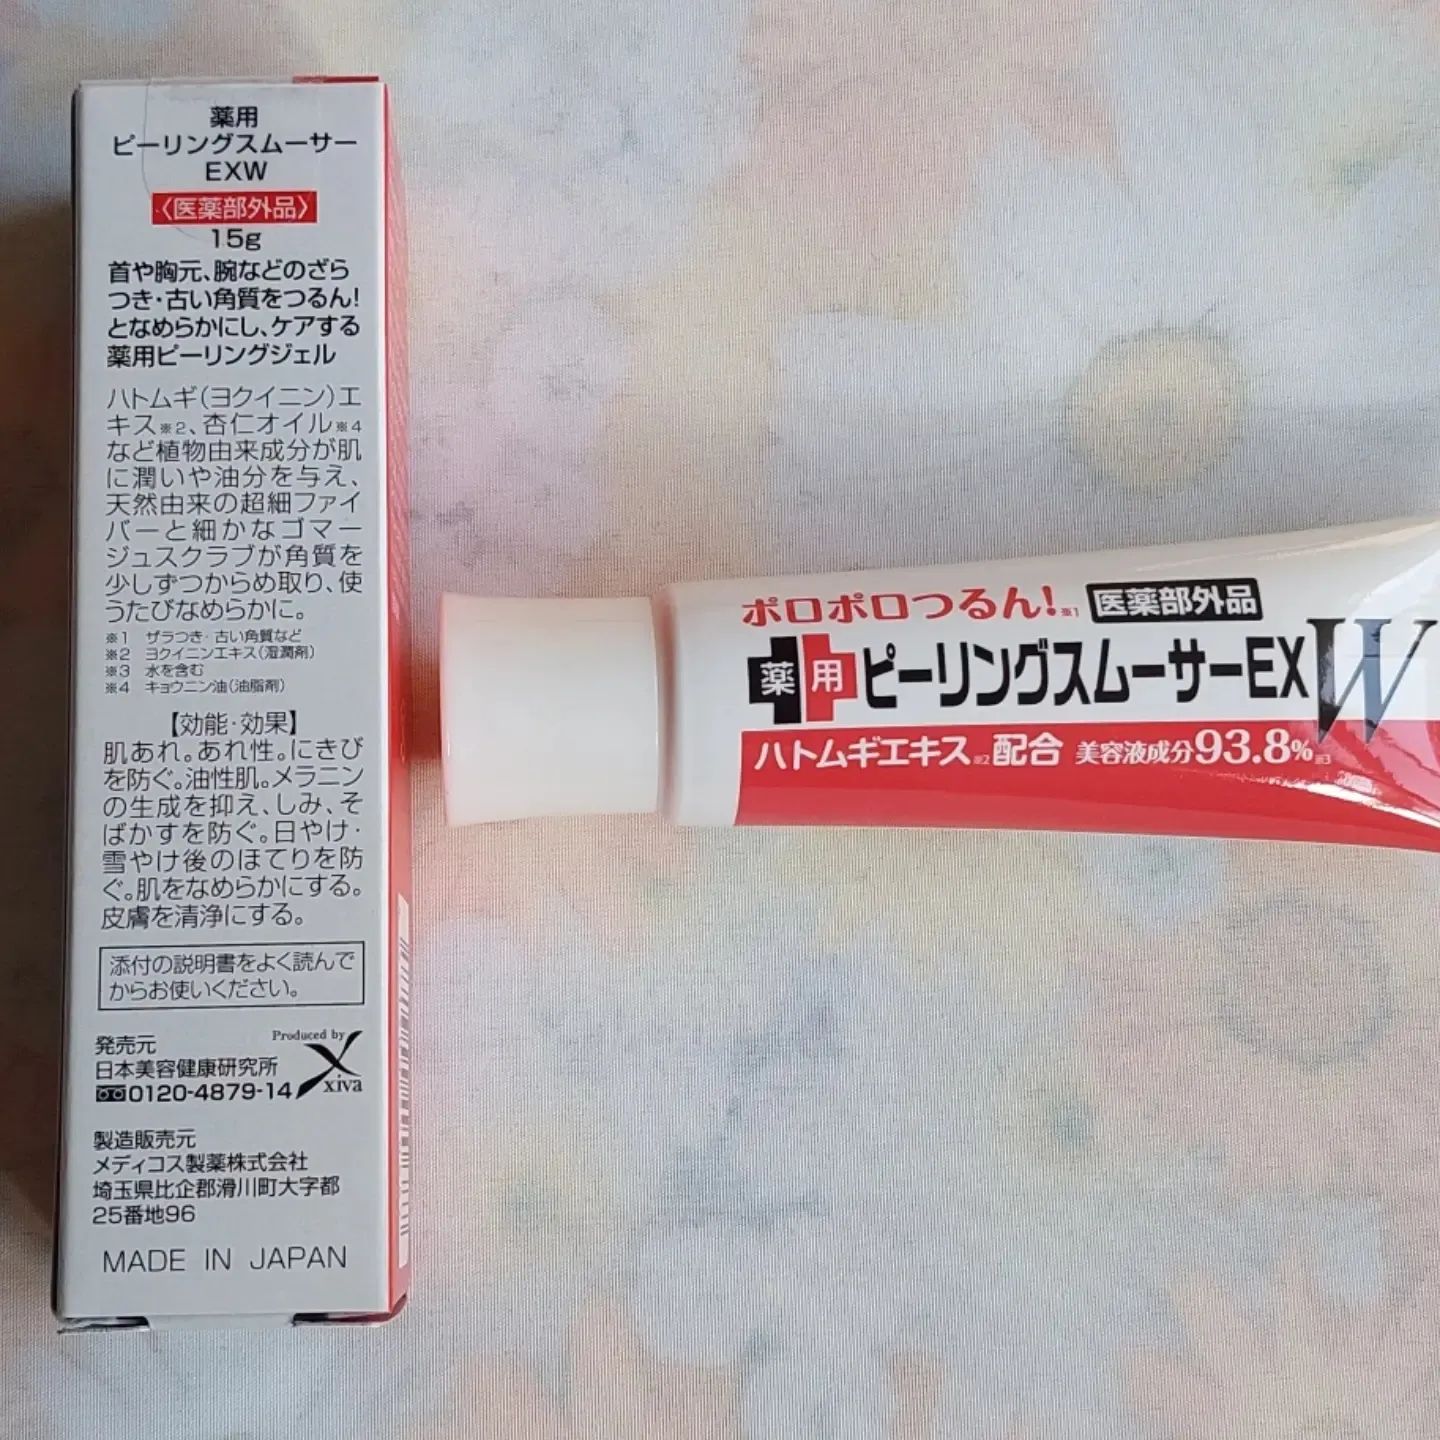 薬用
ピーリングスムーサー
EXW
〈医薬部外品〉
15g
首や胸元、腕などのざら
つき・古い角質をつるん!
となめらかにし、ケアする
薬用ピーリングジェル
ハトムギ(ヨクイニン)エ
キス※2、杏仁オイル※4
など植物由来成分が肌
に潤いや油分を与え、
天然由来の超細ファイ
バーと細かなゴマー
ジュスクラブが角質を
少しずつからめ取り、使
うたびなめらかに。
※1 ザラつき・古い角質など
※2 ヨクイニンエキス(湿潤剤)
※3 水を含む
※4 キョウニン油(油脂剤)
【効能・効果】
肌あれ。あれ性。にきび
を防ぐ。油性肌。メラニン
の生成を抑え、しみ、そ
ばかすを防ぐ。日やけ・
雪やけ後のほてりを防
ぐ。肌をなめらかにする。
皮膚を清浄にする。
添付の説明書をよく読んで
からお使いください。
発売元
日本美容健康研究所
0120-4879-14
Produced by
xiva
製造販売元
メディコス製薬株式会社
埼玉県比企郡滑川町大字都
25番地96
MADE IN JAPAN
ポロポロつるん!※1 医薬部外品
薬用ピーリングスムーサーEXW
ハトムギエキス※2配合 美容液成分93.8%※3